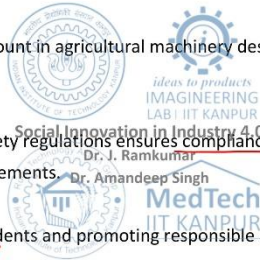 ount in agricultural machinery des
ideas to products
IMAGINEERING
LAB | IIT KANPUR
ety regulations ensures complianc
Social Innovation in Industry 4.0
Dr. J. Ramkumar
ements.
Dr. Amandeep Singh
MedTech
IIT KANPUR
dents and promoting responsible